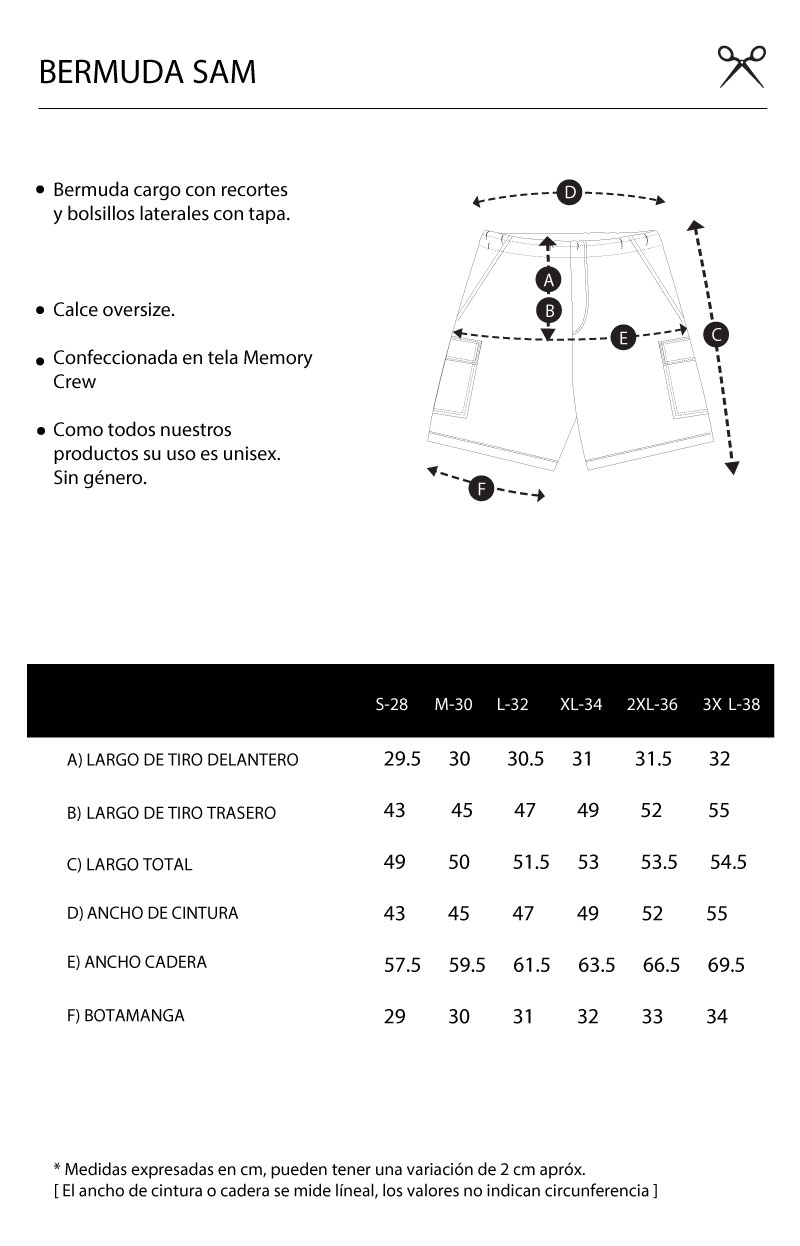 BERMUDA SAM
Bermuda cargo con recortes
y bolsillos laterales con tapa.
Calce oversize.
Confeccionada en tela Memory
Crew
Como todos nuestros
productos su uso es unisex.
Sin género.
D
A
B
E
C
F
S-28 M-30 L-32 XL-34 2XL-36 3X L-38
A) LARGO DE TIRO DELANTERO 29.5 30 30.5 31 31.5 32
B) LARGO DE TIRO TRASERO 43 45 47 49 52 55
C) LARGO TOTAL 49 50 51.5 53 53.5 54.5
D) ANCHO DE CINTURA 43 45 47 49 52 55
E) ANCHO CADERA 57.5 59.5 61.5 63.5 66.5 69.5
F) BOTAMANGA 29 30 31 32 33 34
* Medidas expresadas en cm, pueden tener una variación de 2 cm apróx.
[ El ancho de cintura o cadera se mide líneal, los valores no indican circunferencia ]